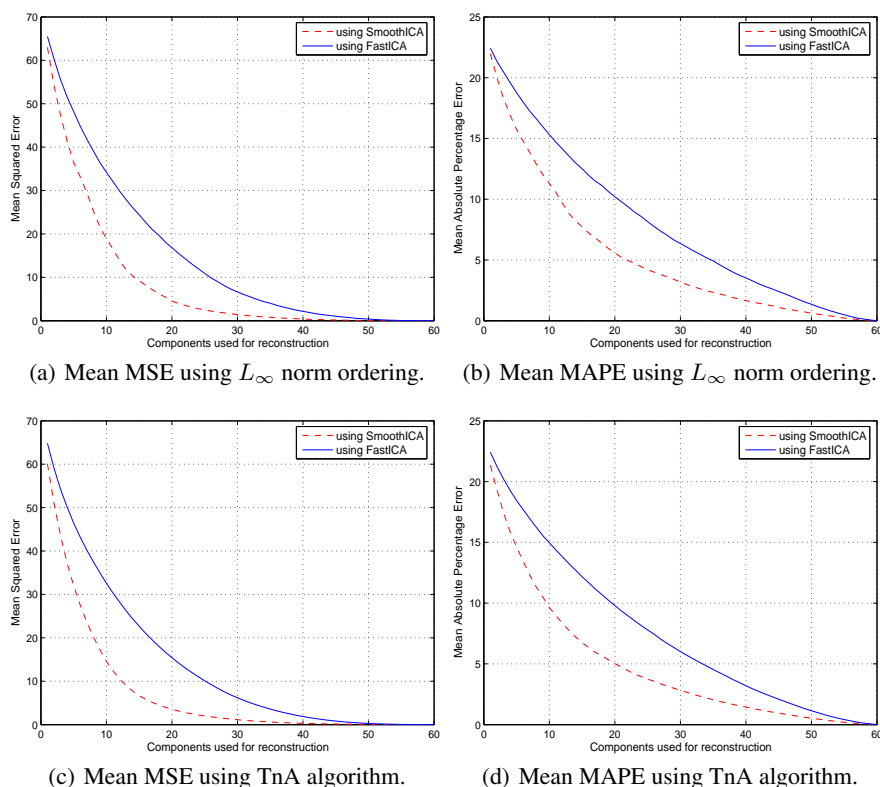 70
60
50
40
30
20
10
0
Mean Squared Error
0 10 20 30 40 50 60
Components used for reconstruction
using SmoothICA
using FastICA
(a) Mean MSE using L∞ norm ordering.
25
20
15
10
5
0
Mean Absolute Percentage Error
0 10 20 30 40 50 60
Components used for reconstruction
using SmoothICA
using FastICA
(b) Mean MAPE using L∞ norm ordering.
70
60
50
40
30
20
10
0
Mean Squared Error
0 10 20 30 40 50 60
Components used for reconstruction
using SmoothICA
using FastICA
(c) Mean MSE using TnA algorithm.
25
20
15
10
5
0
Mean Absolute Percentage Error
0 10 20 30 40 50 60
Components used for reconstruction
using SmoothICA
using FastICA
(d) Mean MAPE using TnA algorithm.